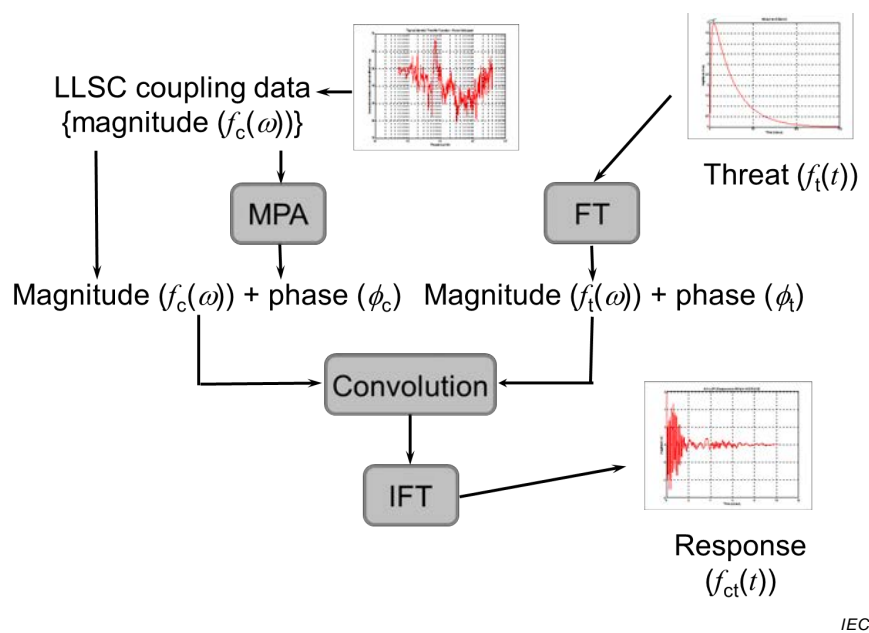 LLSC coupling data
{magnitude (fc(ω))}
Threat (ft(t))
MPA
FT
Magnitude (fc(ω)) + phase (ϕc)
Magnitude (ft(ω)) + phase (ϕt)
Convolution
IFT
Response
(fct(t))
IEC